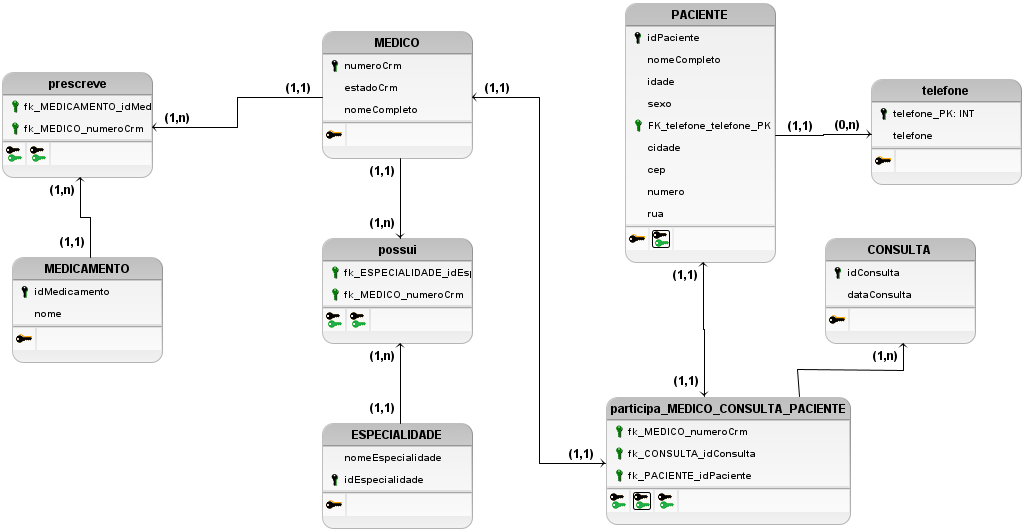 PACIENTE
idPaciente
nomeCompleto
idade
sexo
FK_telefone_telefone_PK
cidade
cep
numero
rua
MEDICO
numeroCrm
estadoCrm
nomeCompleto
prescreve
fk_MEDICAMENTO_idMed
fk_MEDICO_numeroCrm
telefone
telefone_PK: INT
telefone
(1,1)
(1,n)
(1,1)
(1,1)
(0,n)
(1,1)
(1,n)
possui
fk_ESPECIALIDADE_idEsp
fk_MEDICO_numeroCrm
CONSULTA
idConsulta
dataConsulta
(1,n)
(1,1)
MEDICAMENTO
idMedicamento
nome
(1,1)
(1,1)
(1,n)
(1,n)
(1,1)
ESPECIALIDADE
nomeEspecialidade
idEspecialidade
participa_MEDICO_CONSULTA_PACIENTE
fk_MEDICO_numeroCrm
fk_CONSULTA_idConsulta
fk_PACIENTE_idPaciente
(1,1)